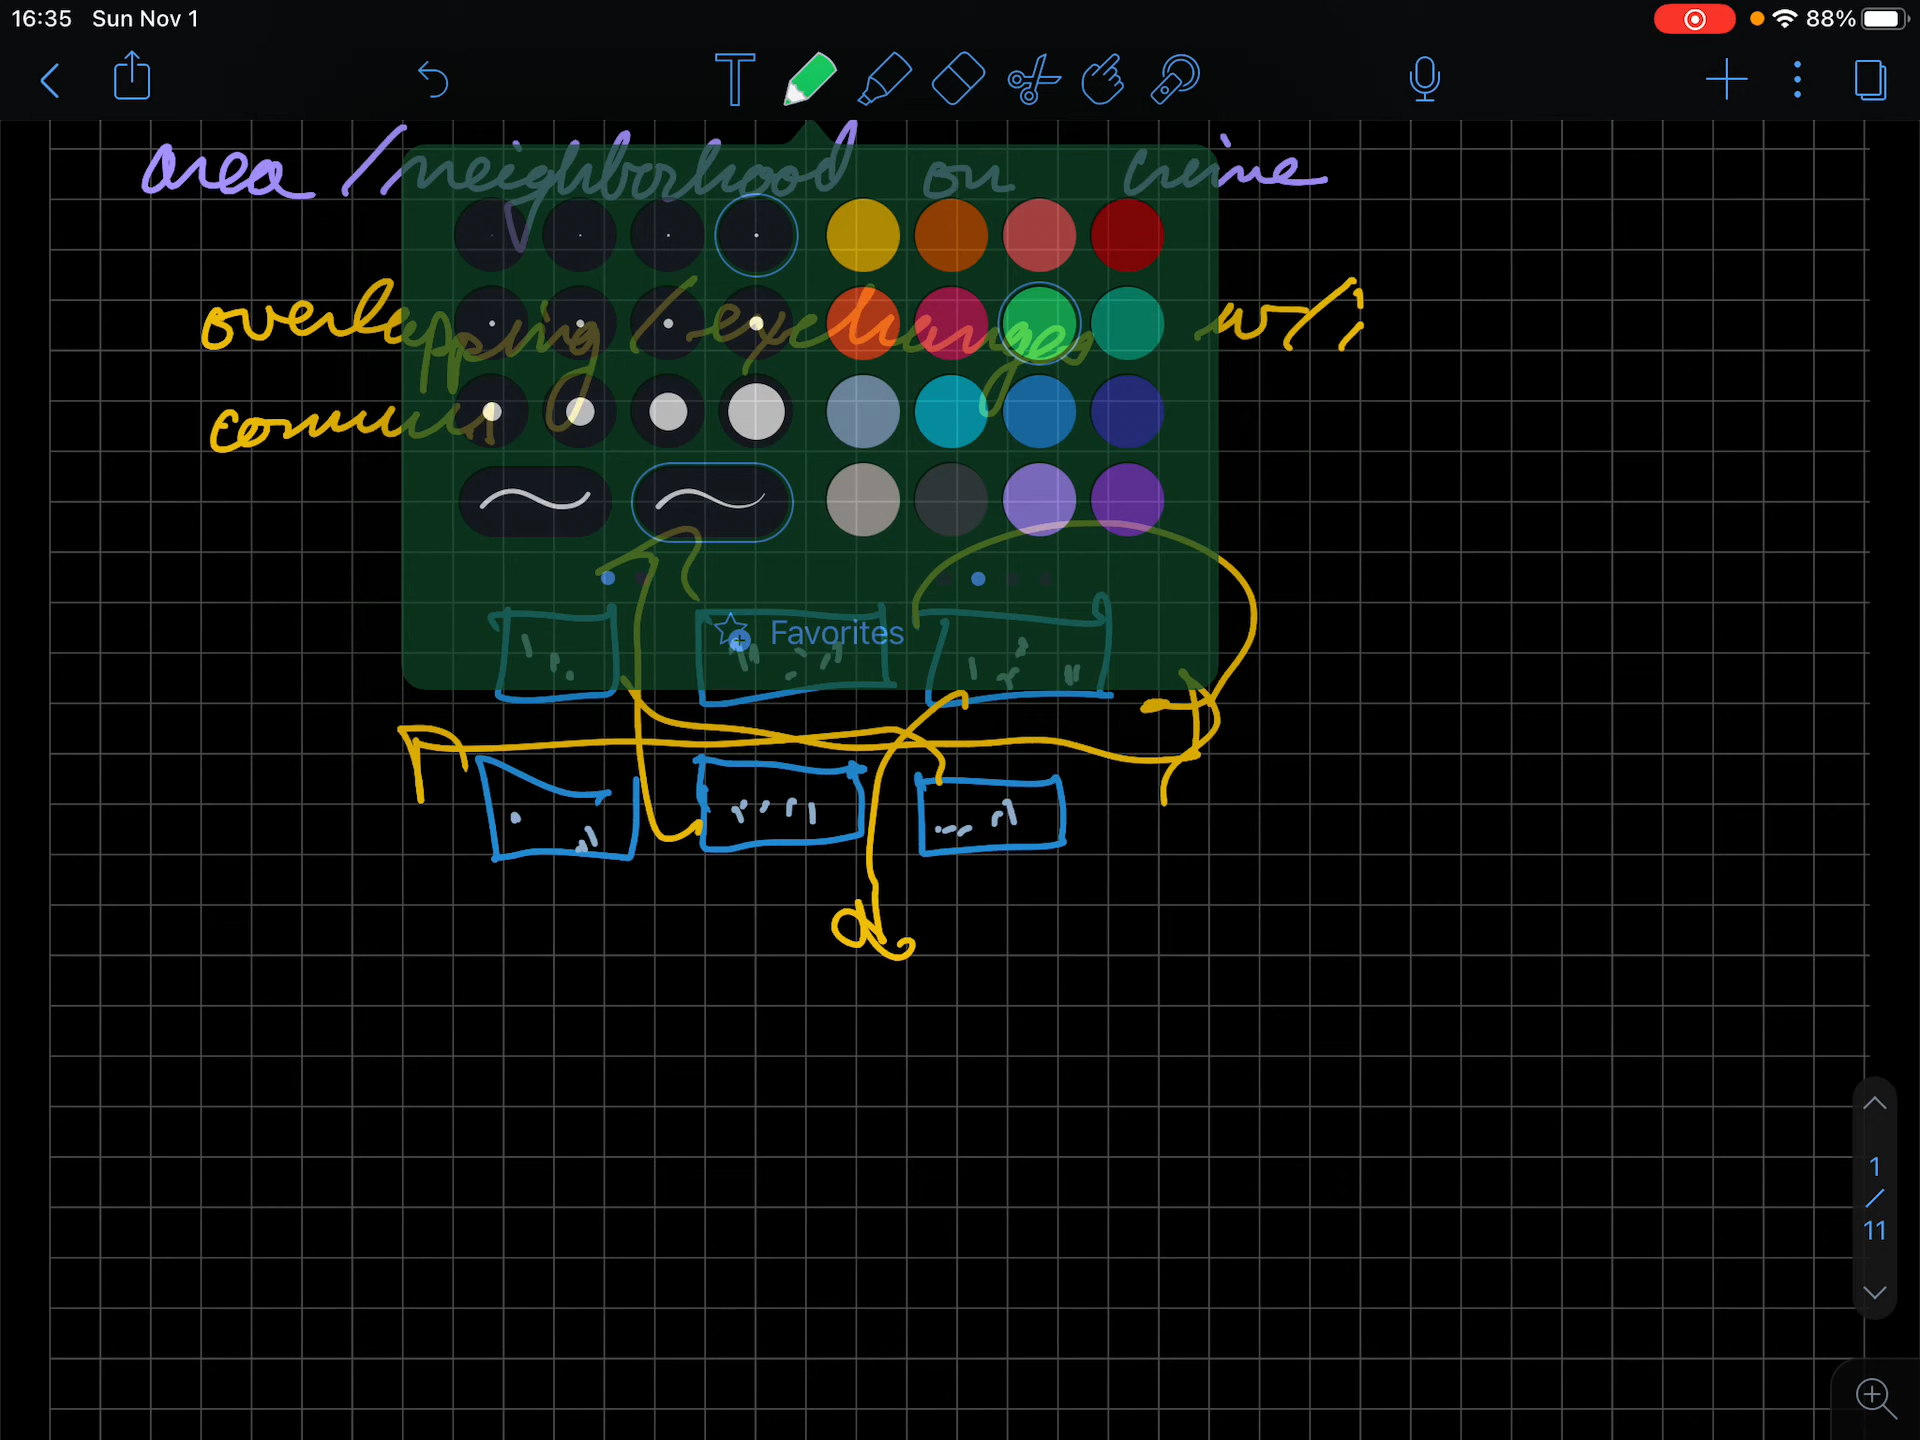 16:35 Sun Nov 1 88%
area / neighborhood on crime
overlapping / exchanges w/i
Favorites
1
/
11